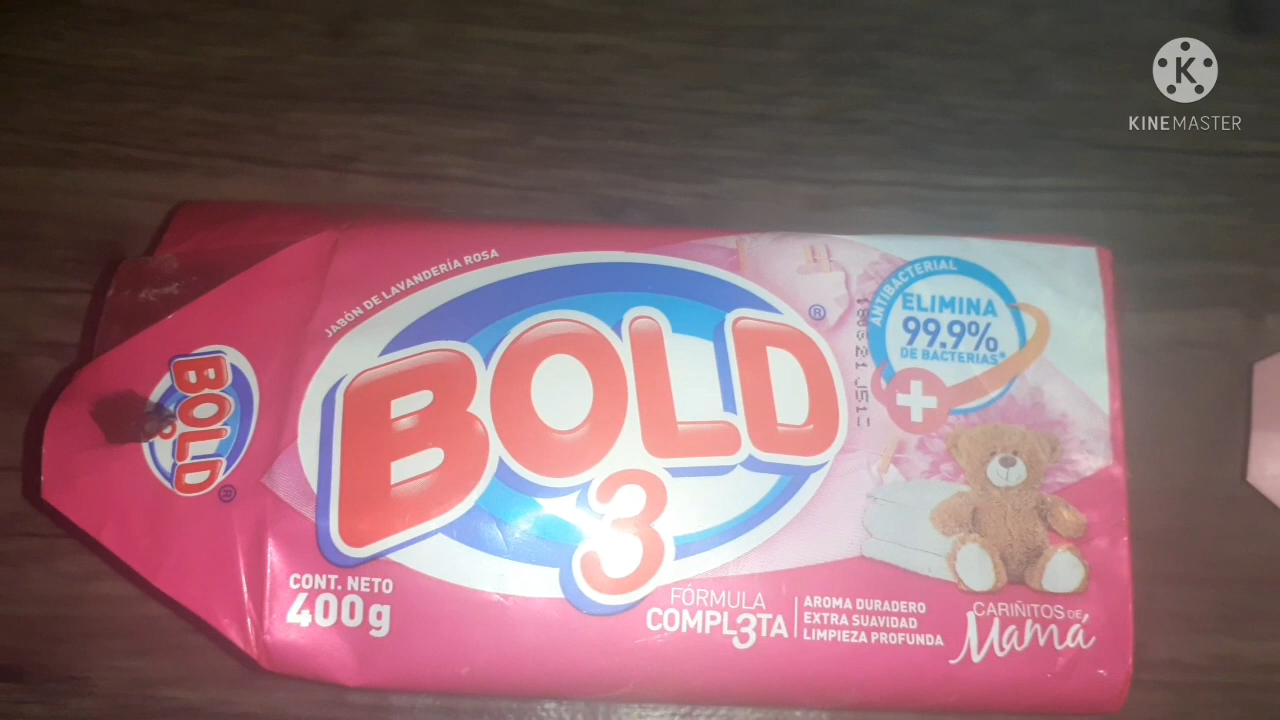 KINEMASTER
JABÓN DE LAVANDERÍA ROSA
BOLD
3
®
ANTIBACTERIAL
ELIMINA
99.9%
DE BACTERIAS*
BOLD
3
®
CONT. NETO
400g
FÓRMULA
COMPL3TA
AROMA DURADERO
EXTRA SUAVIDAD
LIMPIEZA PROFUNDA
CARIÑITOS DE
Mamá